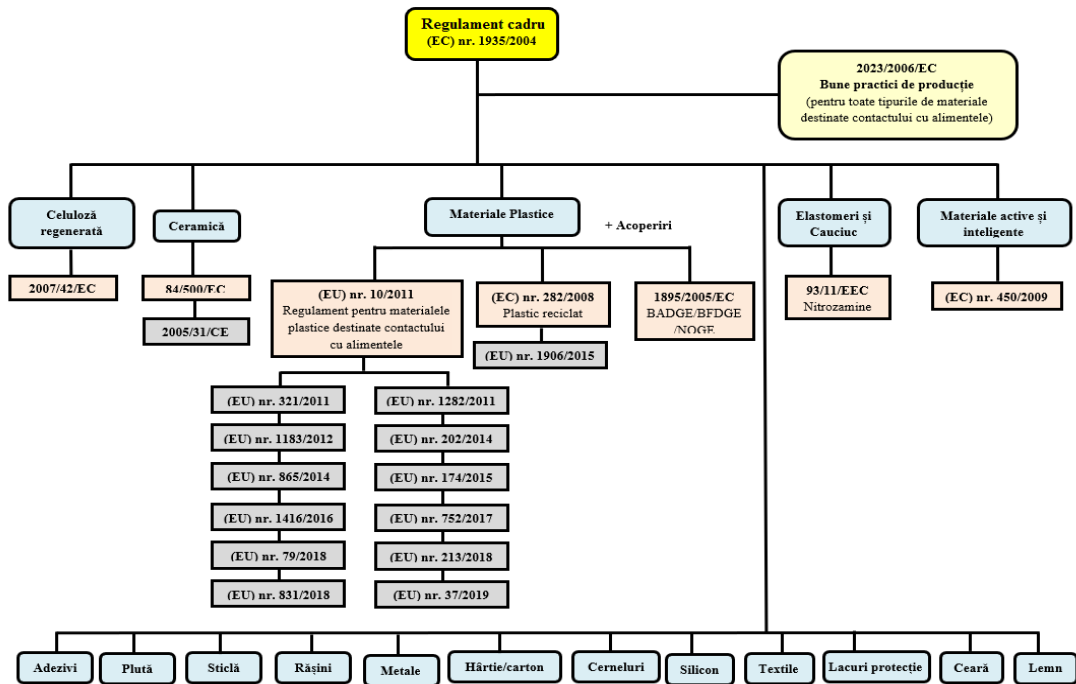 Regulament cadru
(EC) nr. 1935/2004
2023/2006/EC
Bune practici de producție
(pentru toate tipurile de materiale
destinate contactului cu alimentele)
Celuloză
regenerată
Ceramică
Materiale Plastice
+ Acoperiri
Elastomeri și
Cauciuc
Materiale active și
inteligente
2007/42/EC
84/500/EC
2005/31/CE
(EU) nr. 10/2011
Regulament pentru materialele
plastice destinate contactului
cu alimentele
(EC) nr. 282/2008
Plastic reciclat
(EU) nr. 1906/2015
1895/2005/EC
BADGE/BFDGE
/NOGE
93/11/EEC
Nitrozamine
(EC) nr. 450/2009
(EU) nr. 321/2011
(EU) nr. 1282/2011
(EU) nr. 1183/2012
(EU) nr. 202/2014
(EU) nr. 865/2014
(EU) nr. 174/2015
(EU) nr. 1416/2016
(EU) nr. 752/2017
(EU) nr. 79/2018
(EU) nr. 213/2018
(EU) nr. 831/2018
(EU) nr. 37/2019
Adezivi
Plută
Sticlă
Rășini
Metale
Hârtie/carton
Cerneluri
Silicon
Textile
Lacuri protecție
Ceară
Lemn